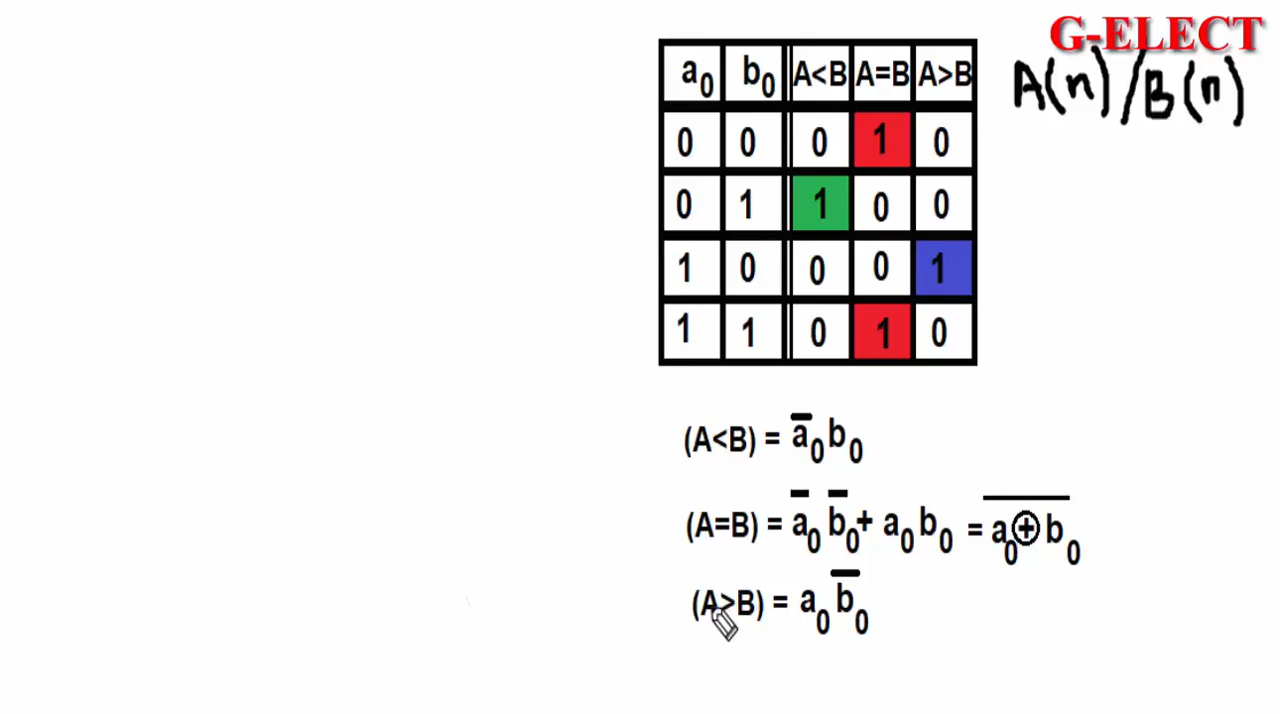 G-ELECT
A(n)/B(n)
a0 b0 A<B A=B A>B
0 0 0 1 0
0 1 1 0 0
1 0 0 0 1
1 1 0 1 0
(A<B) = a̅0b0
(A=B) = a̅0b̅0+ a0b0 = \overline{a0⊕b0}
(A>B) = a0b̅0